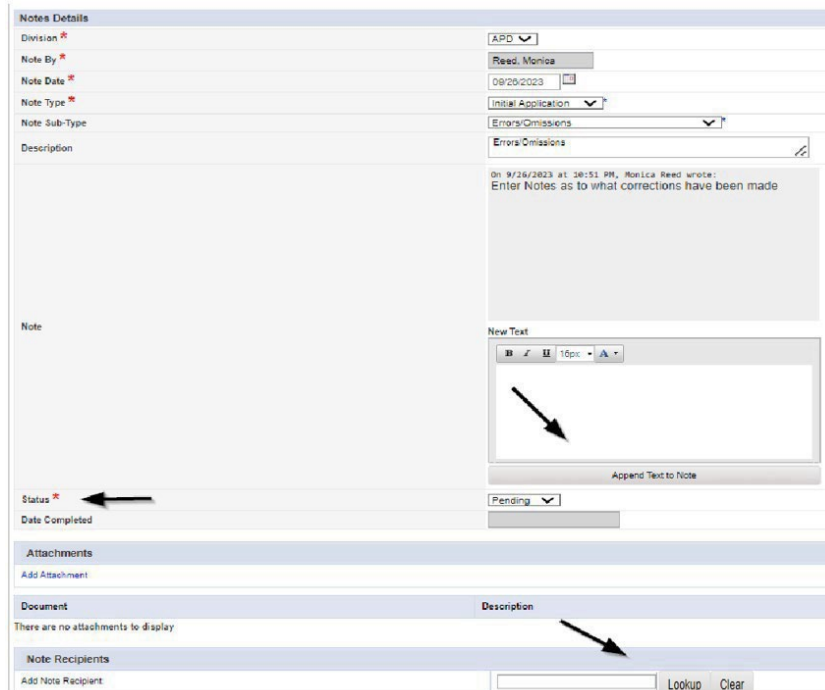 Notes Details
Division * APD
Note By * Reed, Monica
Note Date * 09/26/2023
Note Type * Initial Application *
Note Sub-Type Errors/Omissions *
Description Errors/Omissions
On 9/26/2023 at 10:51 PM, Monica Reed wrote:
Enter Notes as to what corrections have been made
Note
New Text
B I U 16px A
Append Text to Note
Status * Pending
Date Completed
Attachments
Add Attachment
Document Description
There are no attachments to display
Note Recipients
Add Note Recipient Lookup Clear